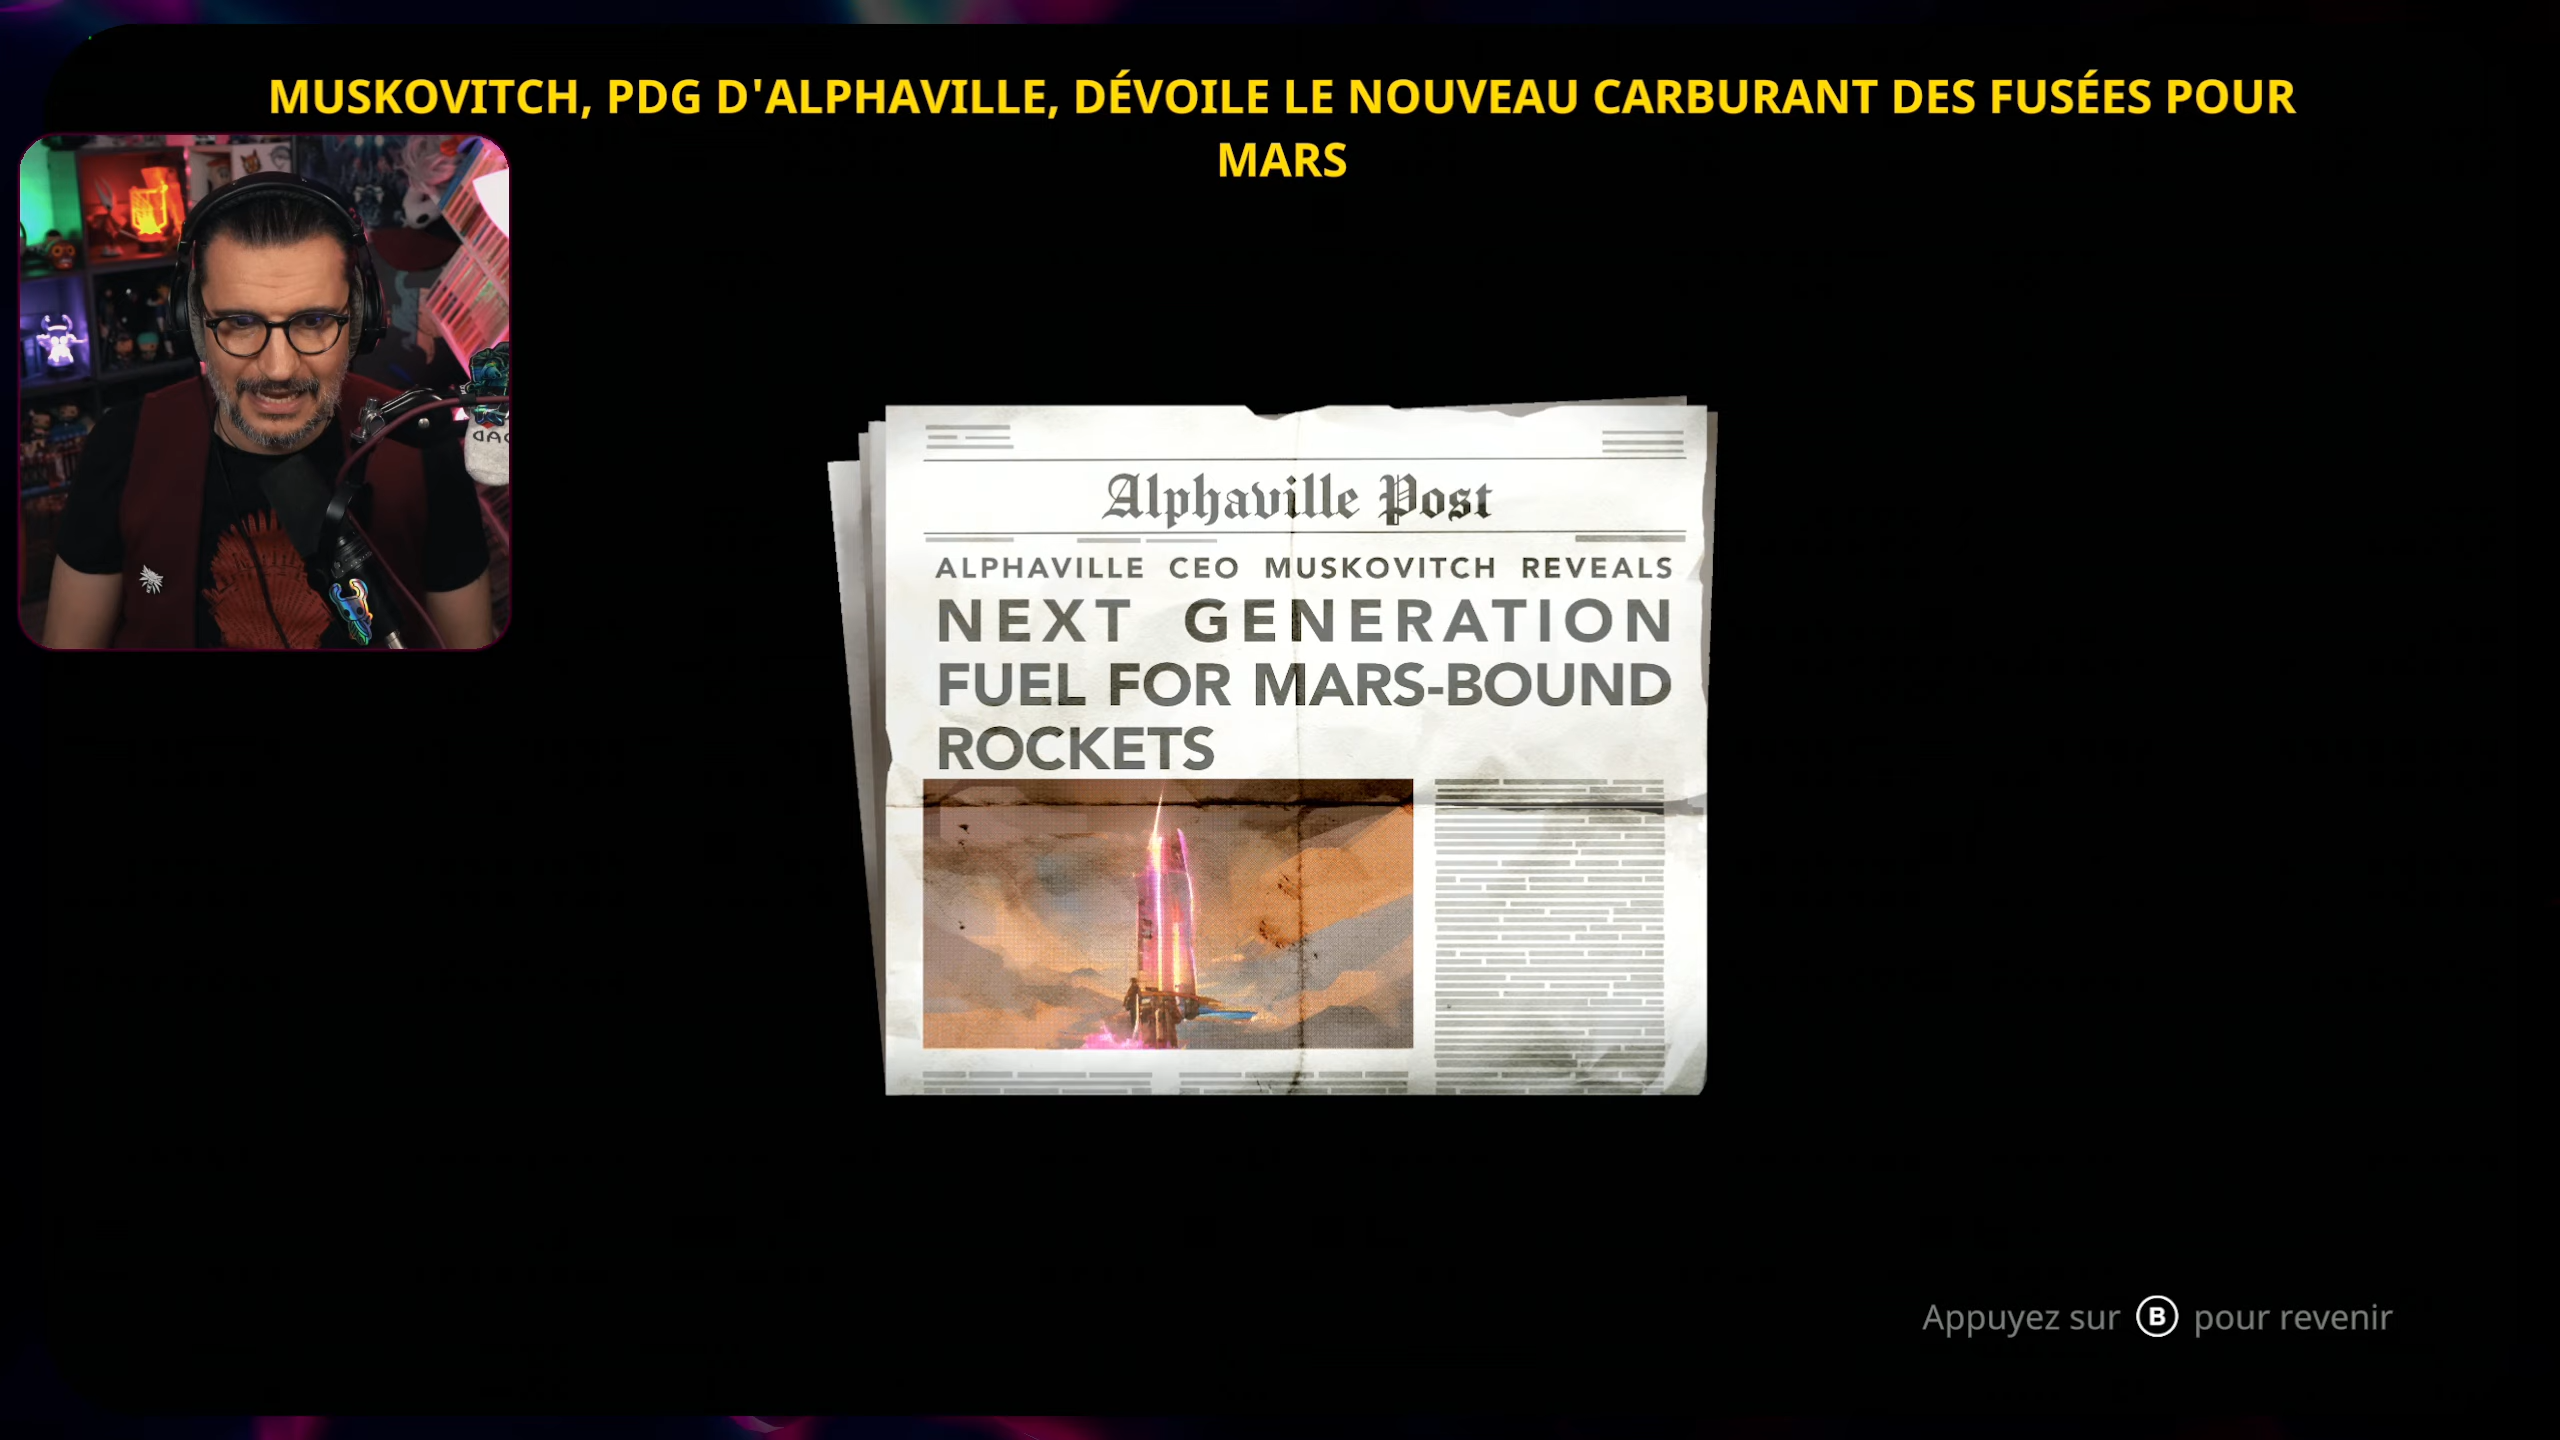 MUSKOVITCH, PDG D'ALPHAVILLE, DÉVOILE LE NOUVEAU CARBURANT DES FUSÉES POUR
MARS
Alphaville Post
ALPHAVILLE CEO MUSKOVITCH REVEALS
NEXT GENERATION
FUEL FOR MARS-BOUND
ROCKETS
Appuyez sur B pour revenir